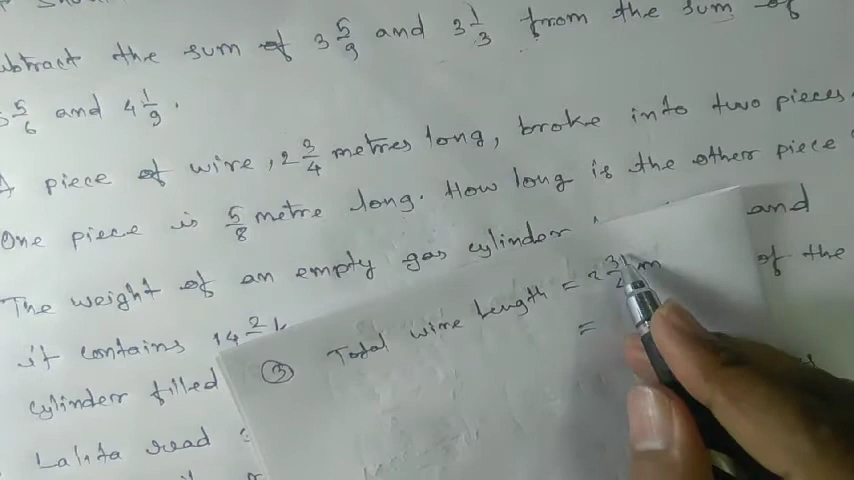 subtract the sum of 3 5/9 and 3 1/3 from the sum of
5/6 and 4 1/9.
A piece of wire, 2 3/4 metres long, broke into two pieces.
One piece is 5/8 metre long. How long is the other piece
The weight of an empty gas cylinder and
it contains 14 2/ of the
cylinder filled
Lalita read
③ Total wire Length = 2 3/4 m
=